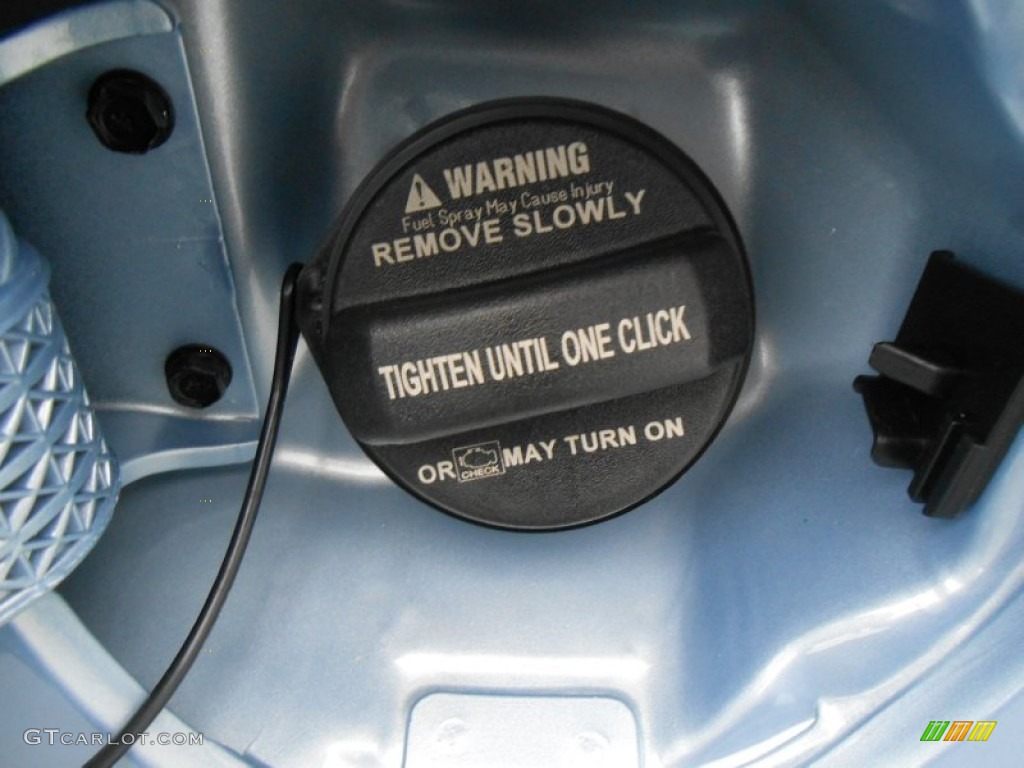 WARNING
Fuel Spray May Cause Injury
REMOVE SLOWLY
TIGHTEN UNTIL ONE CLICK
OR CHECK MAY TURN ON
GTCARLOT.COM